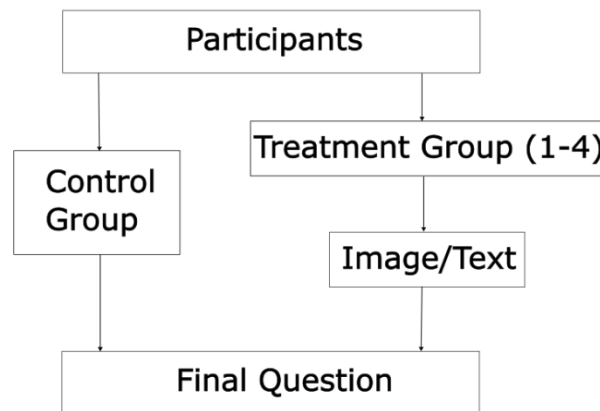 Participants
Treatment Group (1-4)
Control
Group
Image/Text
Final Question